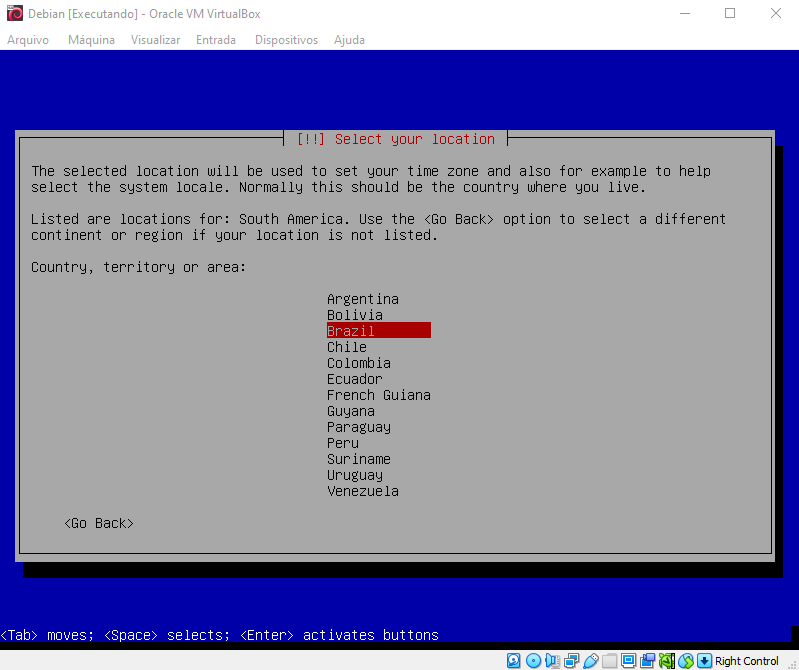 Debian [Executando] - Oracle VM VirtualBox
Arquivo Máquina Visualizar Entrada Dispositivos Ajuda
[!!] Select your location
The selected location will be used to set your time zone and also for example to help
select the system locale. Normally this should be the country where you live.
Listed are locations for: South America. Use the <Go Back> option to select a different
continent or region if your location is not listed.
Country, territory or area:
Argentina
Bolivia
Brazil
Chile
Colombia
Ecuador
French Guiana
Guyana
Paraguay
Peru
Suriname
Uruguay
Venezuela
<Go Back>
<Tab> moves; <Space> selects; <Enter> activates buttons
Right Control